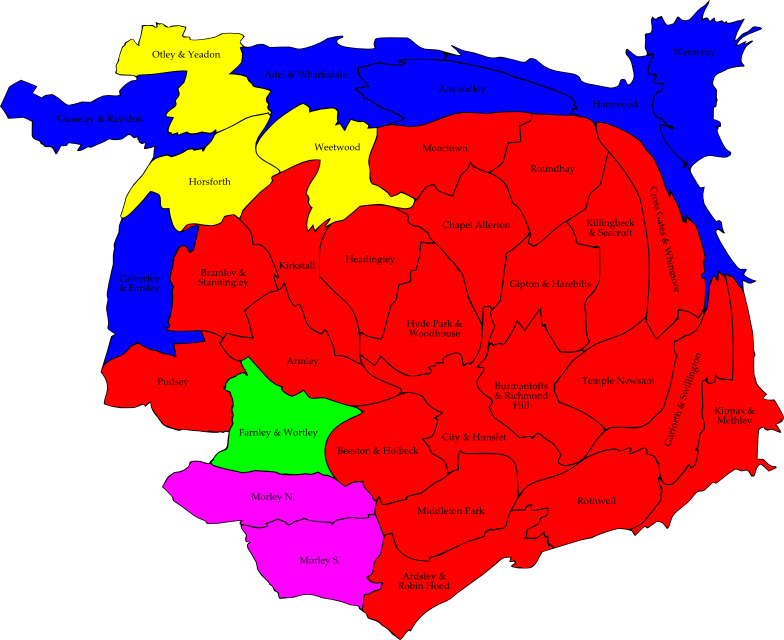 Otley & Yeadon
Wetherby
Adel & Wharfedale
Alwoodley
Harewood
Guiseley & Rawdon
Weetwood
Moortown
Roundhay
Horsforth
Cross Gates & Whinmoor
Killingbeck
& Seacroft
Chapel Allerton
Headingley
Kirkstall
Bramley &
Stanningley
Calverley
& Farsley
Gipton & Harehills
Hyde Park &
Woodhouse
Armley
Pudsey
Temple Newsam
Burmantofts
& Richmond
Hill
Garforth & Swillington
Kippax &
Methley
Farnley & Wortley
City & Hunslet
Beeston & Holbeck
Morley N.
Rothwell
Middleton Park
Morley S.
Ardsley &
Robin Hood